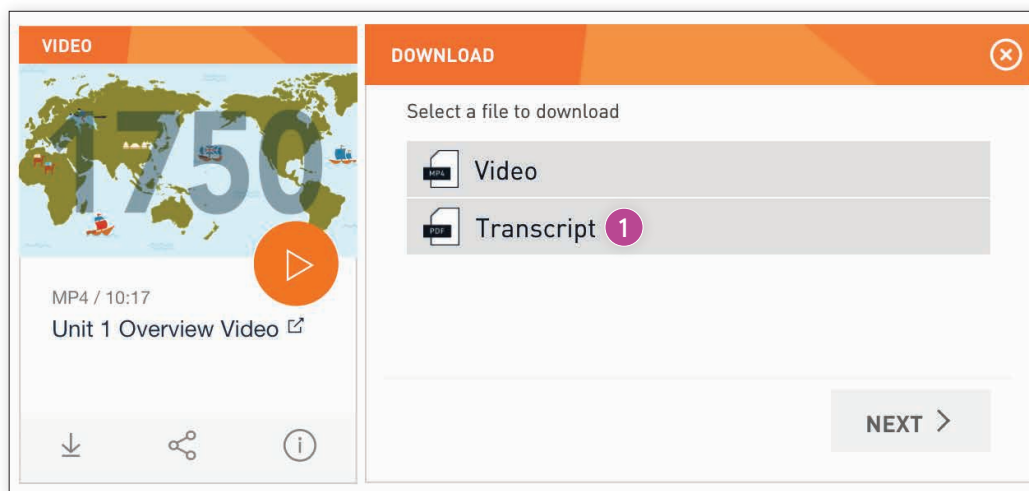 VIDEO
1750
MP4 / 10:17
Unit 1 Overview Video
DOWNLOAD
Select a file to download
MP4 Video
PDF Transcript 1
NEXT